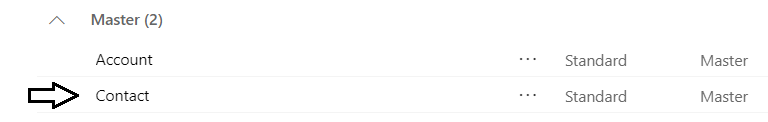 Master (2)
Account ··· Standard Master
Contact ··· Standard Master